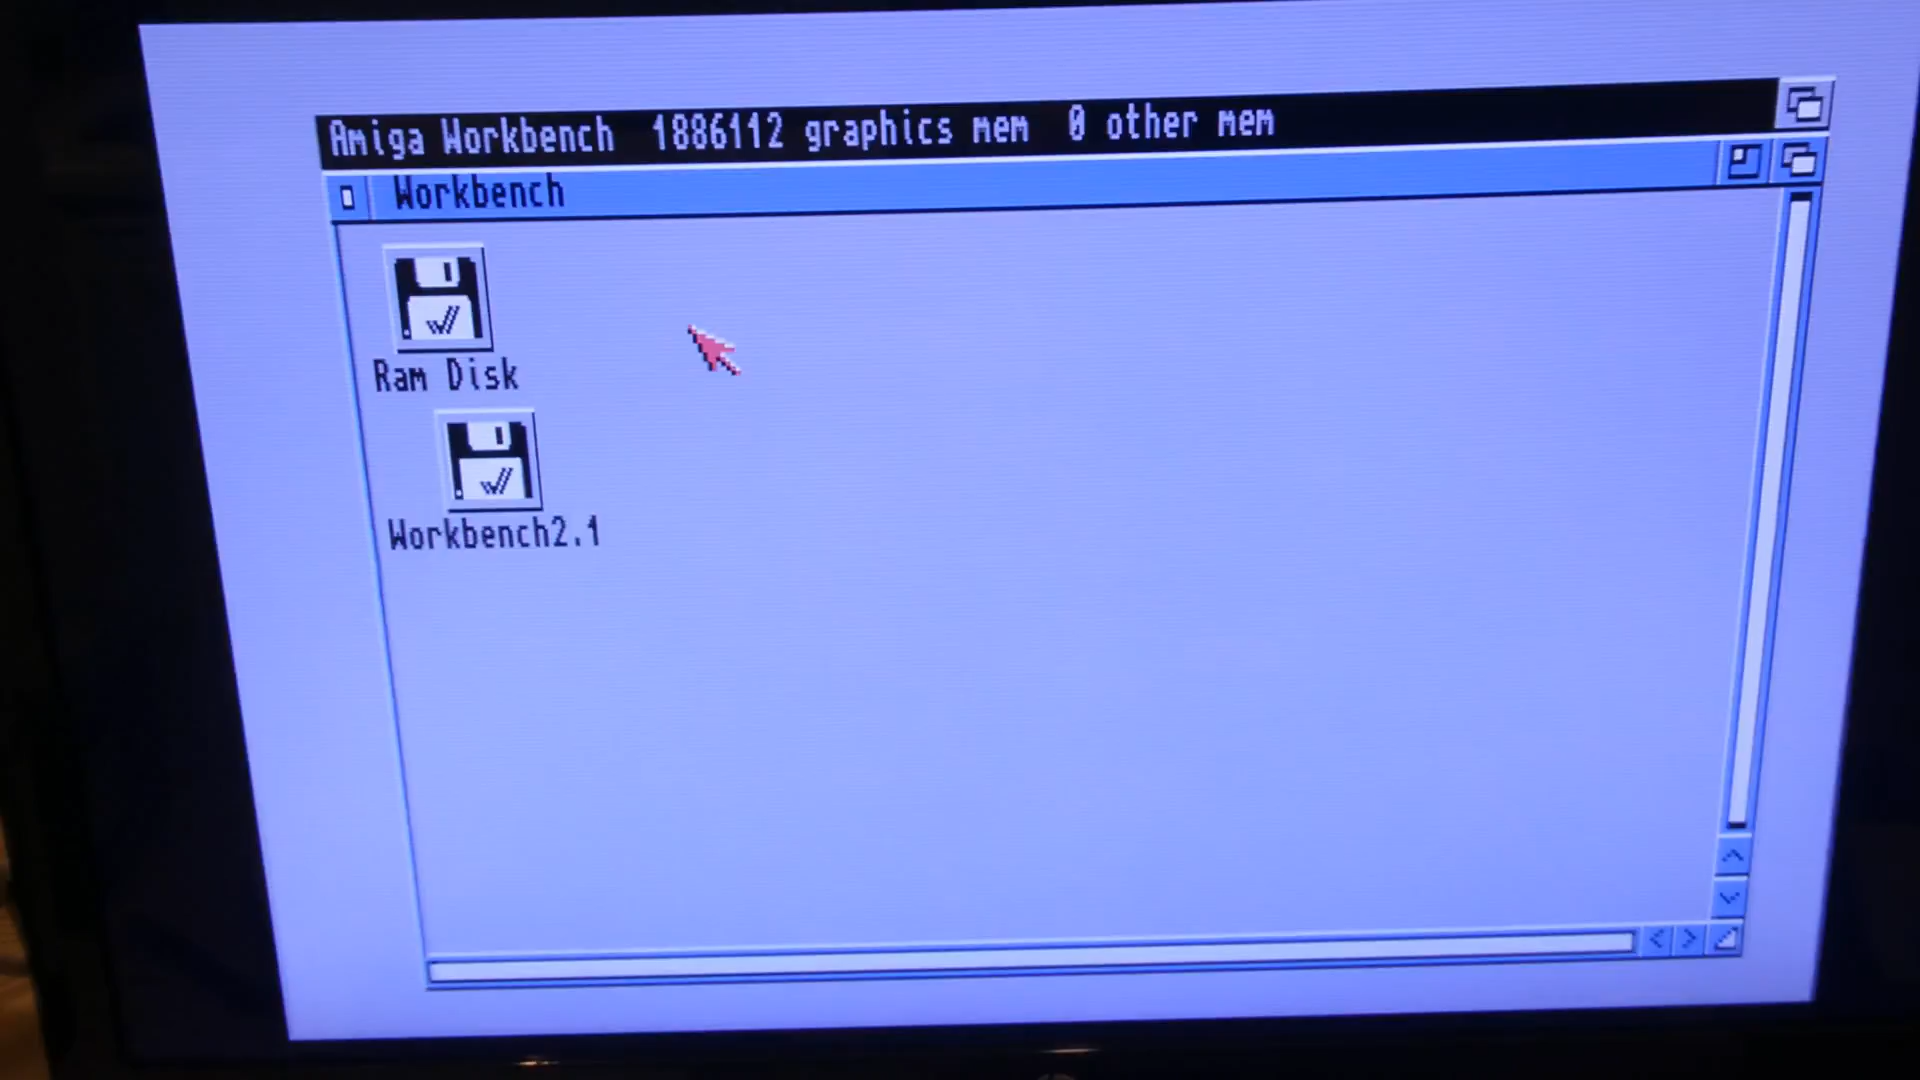 Amiga Workbench 1886112 graphics mem 0 other mem
Workbench
Ram Disk
Workbench2.1